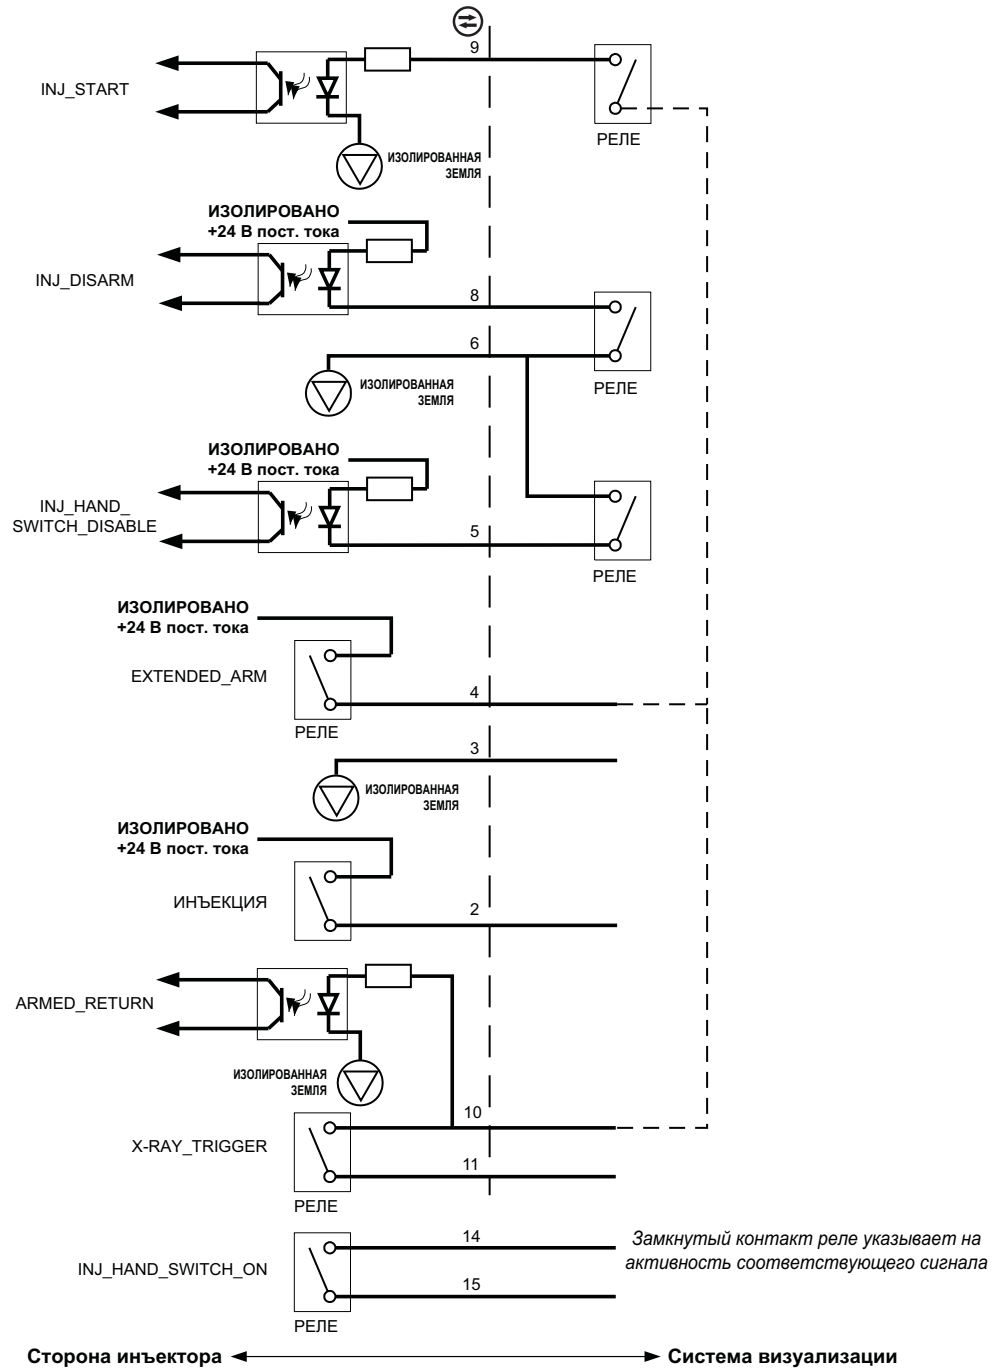 9
INJ_START
РЕЛЕ
ИЗОЛИРОВАННАЯ
ЗЕМЛЯ
ИЗОЛИРОВАНО
+24 В пост. тока
INJ_DISARM
8
6
ИЗОЛИРОВАННАЯ
ЗЕМЛЯ
РЕЛЕ
ИЗОЛИРОВАНО
+24 В пост. тока
INJ_HAND_
SWITCH_DISABLE
5
РЕЛЕ
ИЗОЛИРОВАНО
+24 В пост. тока
EXTENDED_ARM
4
РЕЛЕ
3
ИЗОЛИРОВАННАЯ
ЗЕМЛЯ
ИЗОЛИРОВАНО
+24 В пост. тока
ИНЪЕКЦИЯ
2
ARMED_RETURN
ИЗОЛИРОВАННАЯ
ЗЕМЛЯ
10
X-RAY_TRIGGER
11
РЕЛЕ
14
INJ_HAND_SWITCH_ON
15
РЕЛЕ
Замкнутый контакт реле указывает на
активность соответствующего сигнала
Сторона инъектора
Система визуализации